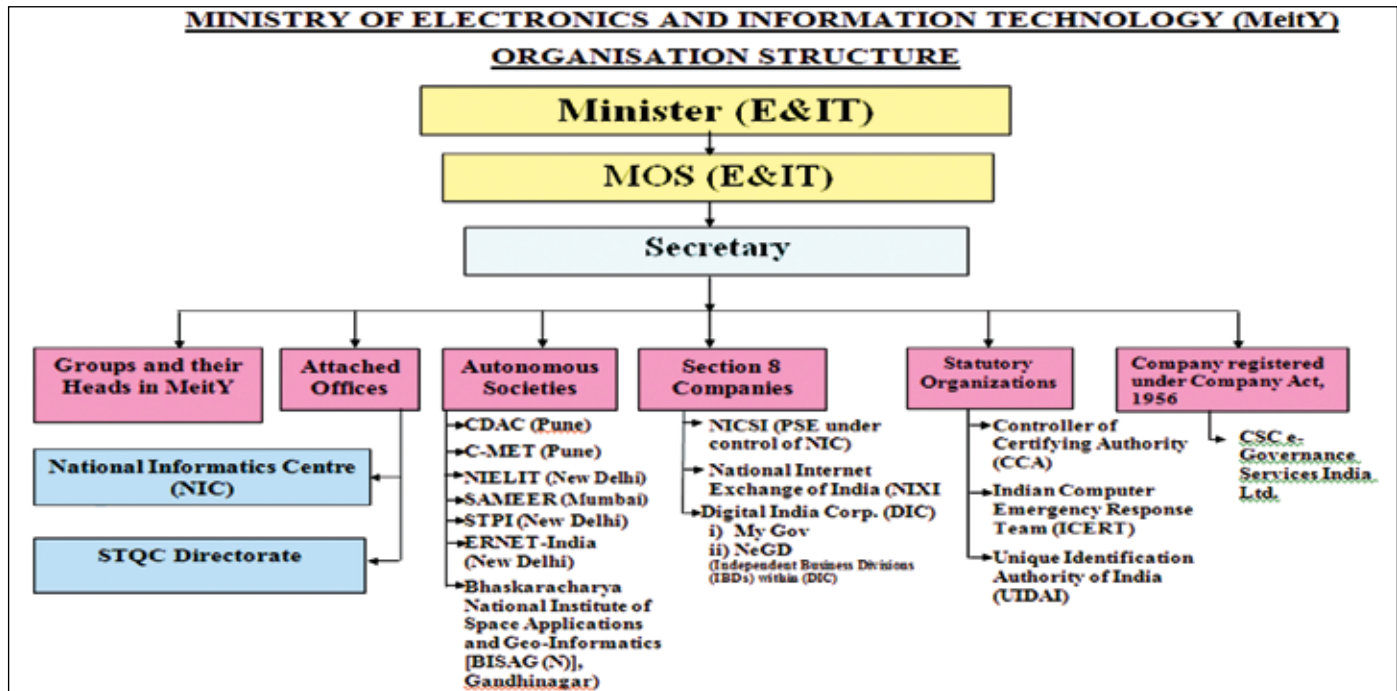 MINISTRY OF ELECTRONICS AND INFORMATION TECHNOLOGY (MeitY)
ORGANISATION STRUCTURE
Minister (E&IT)
MOS (E&IT)
Secretary
Groups and their
Heads in MeitY
Attached
Offices
National Informatics Centre
(NIC)
STQC Directorate
Autonomous
Societies
CDAC (Pune)
C-MET (Pune)
NIELIT (New Delhi)
SAMEER (Mumbai)
STPI (New Delhi)
ERNET-India
(New Delhi)
Bhaskaracharya
National Institute of
Space Applications
and Geo-Informatics
[BISAG (N)],
Gandhinagar)
Section 8
Companies
NICSI (PSE under
control of NIC)
National Internet
Exchange of India (NIXI
Digital India Corp. (DIC)
i) My Gov
ii) NeGD
(Independent Business Divisions
(IBDs) within (DIC)
Statutory
Organizations
Controller of
Certifying Authority
(CCA)
Indian Computer
Emergency Response
Team (ICERT)
Unique Identification
Authority of India
(UIDAI)
Company registered
under Company Act,
1956
CSC e-
Governance
Services India
Ltd.